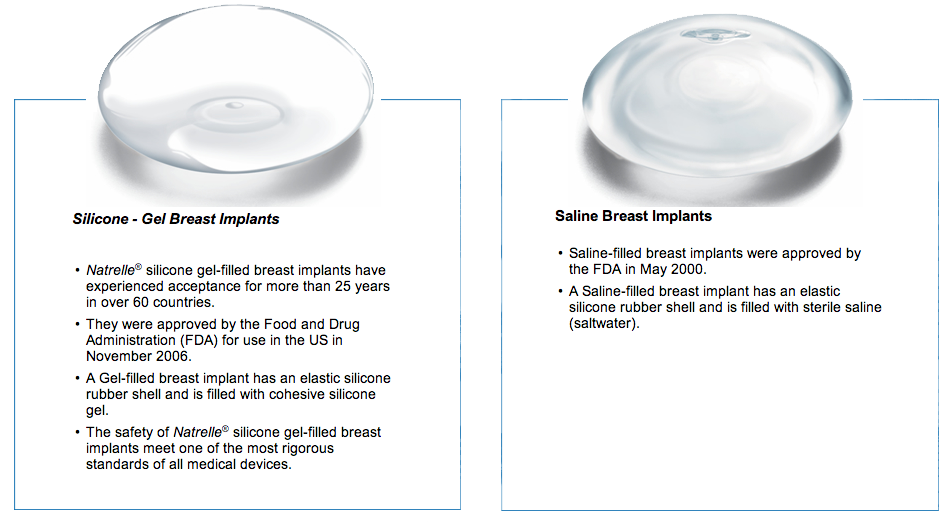 Silicone - Gel Breast Implants
• Natrelle® silicone gel-filled breast implants have
experienced acceptance for more than 25 years
in over 60 countries.
• They were approved by the Food and Drug
Administration (FDA) for use in the US in
November 2006.
• A Gel-filled breast implant has an elastic silicone
rubber shell and is filled with cohesive silicone
gel.
• The safety of Natrelle® silicone gel-filled breast
implants meet one of the most rigorous
standards of all medical devices.
Saline Breast Implants
• Saline-filled breast implants were approved by
the FDA in May 2000.
• A Saline-filled breast implant has an elastic
silicone rubber shell and is filled with sterile saline
(saltwater).